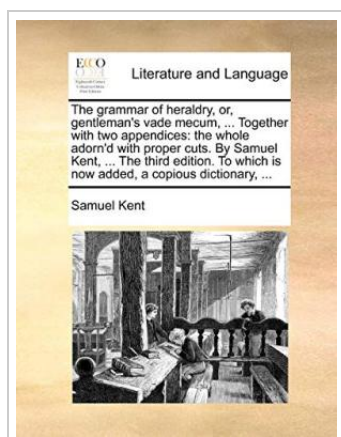 ECCO
Literature and Language
The grammar of heraldry, or,
gentleman's vade mecum, ... Together
with two appendices: the whole
adorn'd with proper cuts. By Samuel
Kent, ... The third edition. To which is
now added, a copious dictionary, ...
Samuel Kent